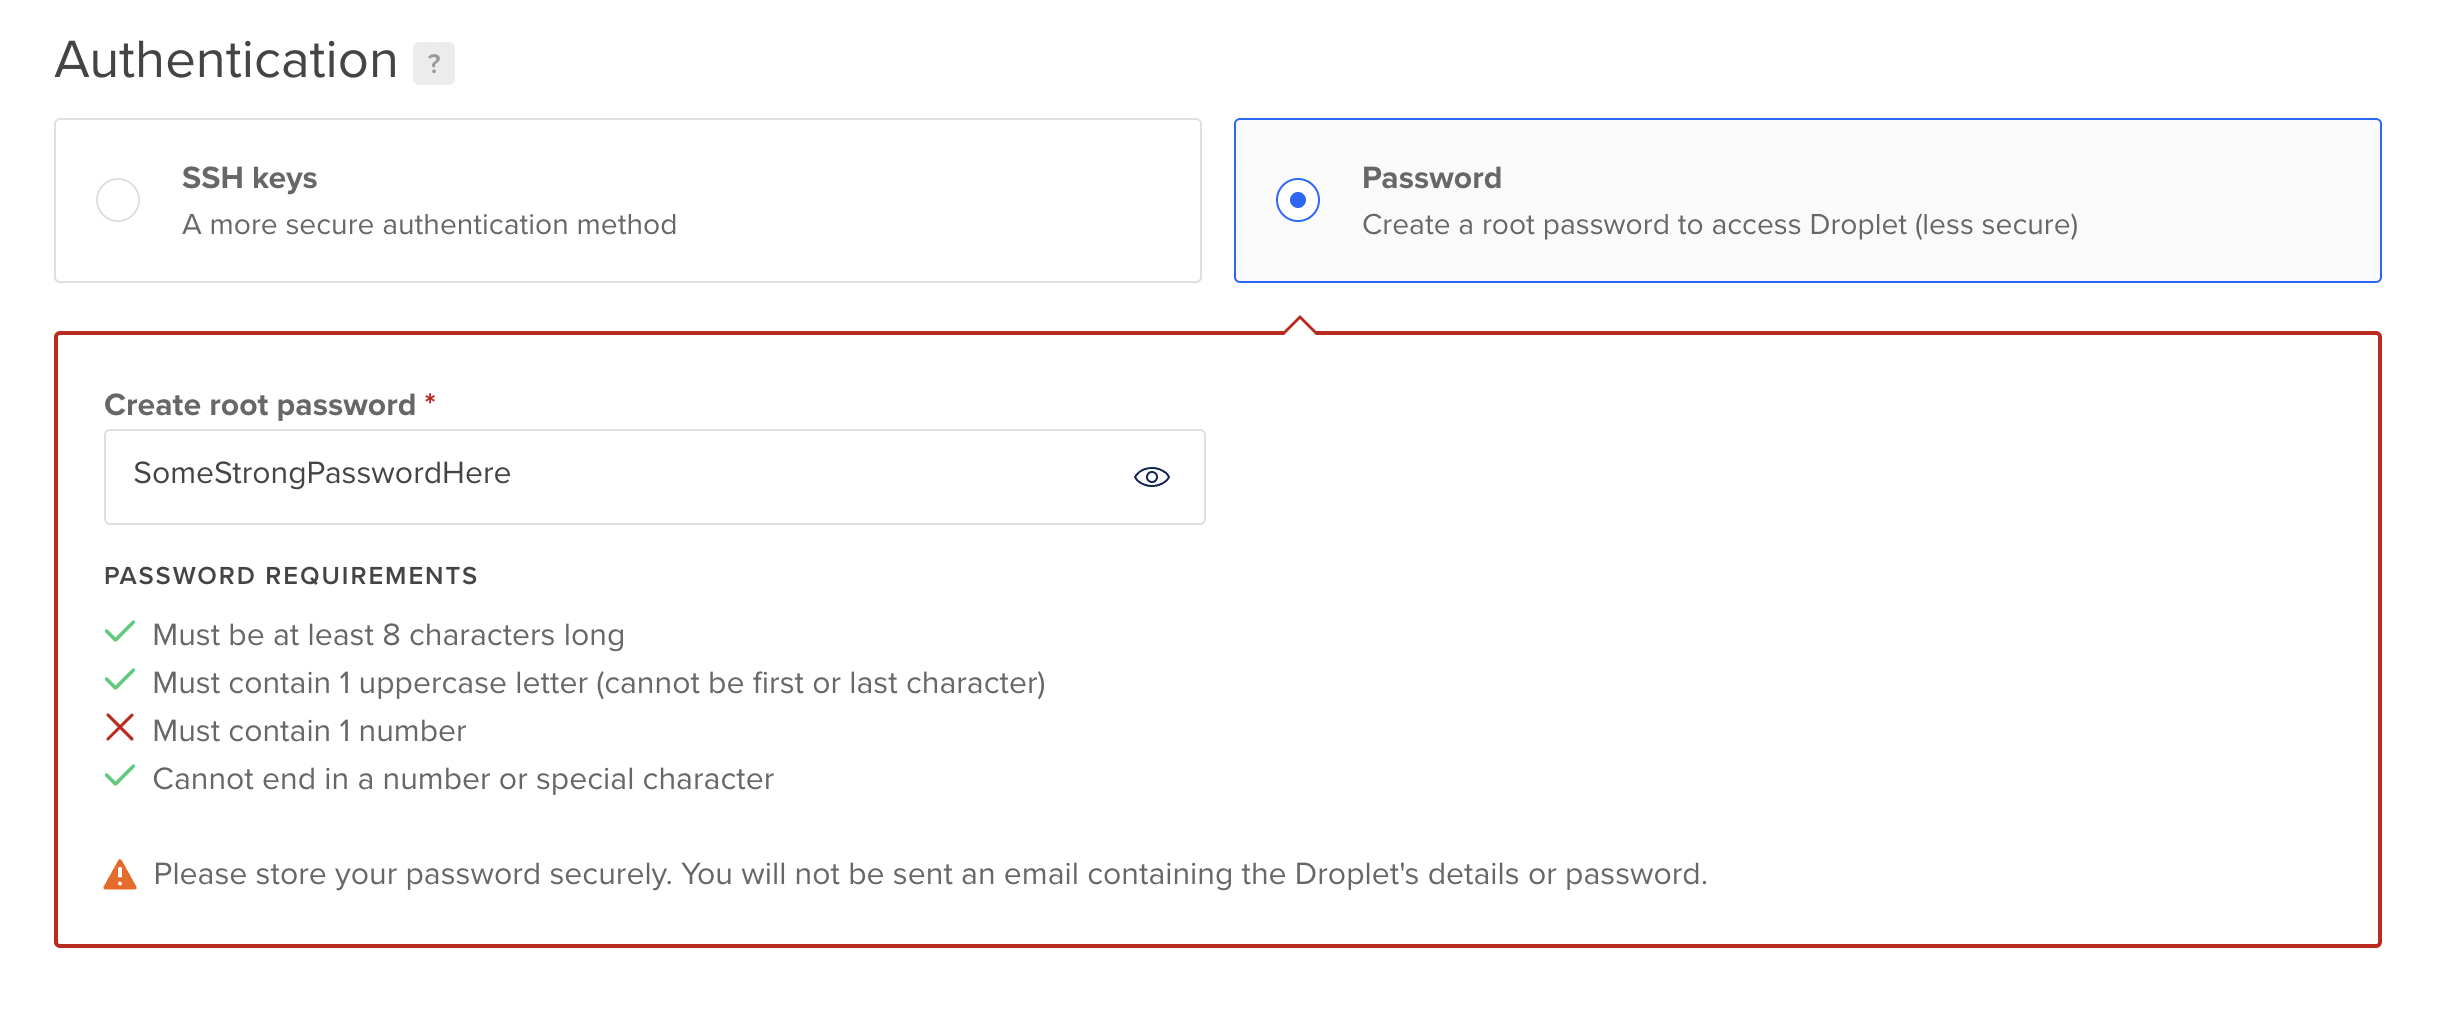 Authentication ?
SSH keys
A more secure authentication method
Password
Create a root password to access Droplet (less secure)
Create root password *
SomeStrongPasswordHere
PASSWORD REQUIREMENTS
Must be at least 8 characters long
Must contain 1 uppercase letter (cannot be first or last character)
Must contain 1 number
Cannot end in a number or special character
Please store your password securely. You will not be sent an email containing the Droplet's details or password.